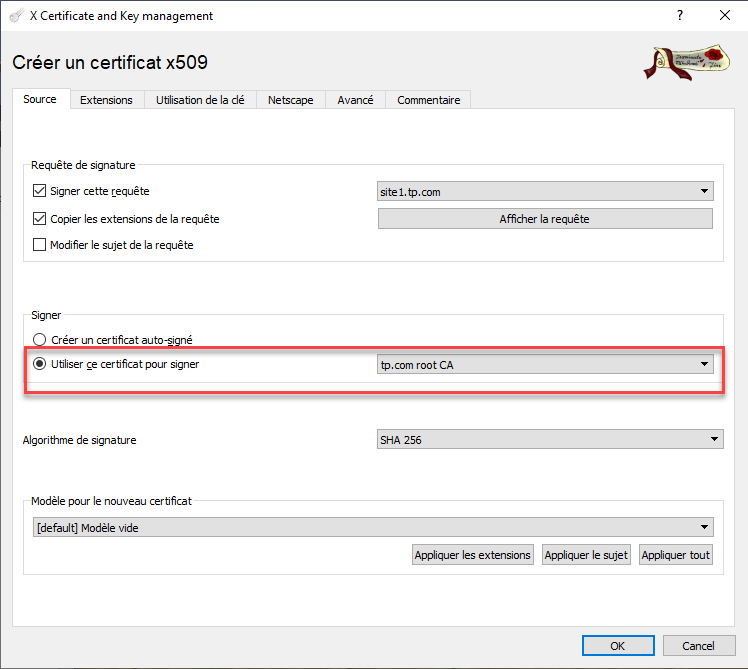 X Certificate and Key management
?
Créer un certificat x509
Source
Extensions
Utilisation de la clé
Netscape
Avancé
Commentaire
Requête de signature
Signer cette requête
site1.tp.com
Copier les extensions de la requête
Afficher la requête
Modifier le sujet de la requête
Signer
Créer un certificat auto-signé
Utiliser ce certificat pour signer
tp.com root CA
Algorithme de signature
SHA 256
Modèle pour le nouveau certificat
[default] Modèle vide
Appliquer les extensions
Appliquer le sujet
Appliquer tout
OK
Cancel